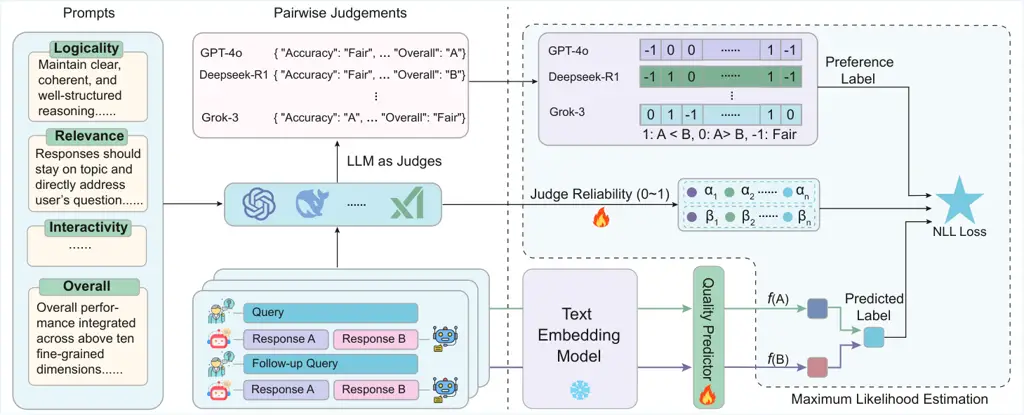 Prompts
Logicality
Maintain clear,
coherent, and
well-structured
reasoning......
Relevance
Responses should
stay on topic and
directly address
user's question......
Interactivity
......
Overall
Overall perfor-
mance integrated
across above ten
fine-grained
dimensions......
Pairwise Judgements
GPT-4o { "Accuracy": "Fair", ... "Overall": "A"}
Deepseek-R1 { "Accuracy": "Fair", ... "Overall": "B"}
⋮
Grok-3 { "Accuracy": "A", ... "Overall": "Fair"}
LLM as Judges
......
Query
Response A Response B
Follow-up Query
Response A Response B
GPT-4o -1 0 0 ...... 1 -1
Deepseek-R1 -1 1 0 ...... 1 -1
⋮
Grok-3 0 1 -1 ...... 1 0
1: A < B, 0: A> B, -1: Fair
Preference
Label
Judge Reliability (0~1)
α1 α2 ...... αn
β1 β2 ...... βn
NLL Loss
Text
Embedding
Model
Quality Predictor
f(A)
f(B)
Predicted
Label
Maximum Likelihood Estimation